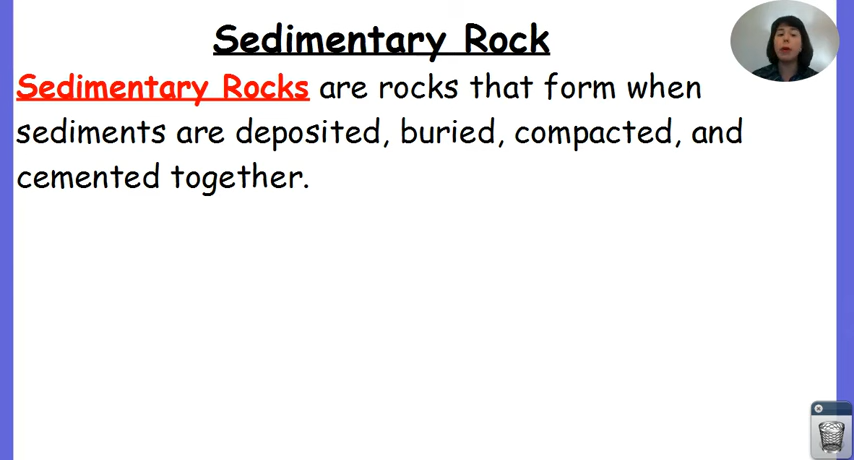 Sedimentary Rock
Sedimentary Rocks are rocks that form when
sediments are deposited, buried, compacted, and
cemented together.